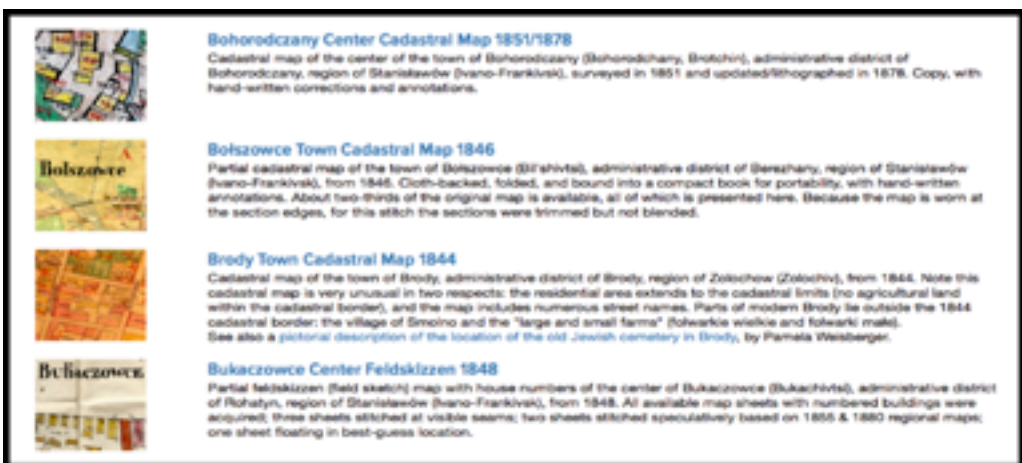 Bohorodczany Center Cadastral Map 1851/1878
Cadastral map of the center of the town of Bohorodczany (Bohorodchany, Brotchin), administrative district of
Bohorodczany, region of Stanisławów (Ivano-Frankivsk), surveyed in 1851 and updated/lithographed in 1878. Copy, with
hand-written corrections and annotations.
Bołszowce
Bołszowce Town Cadastral Map 1846
Partial cadastral map of the town of Bołszowce (Bil'shivtsi), administrative district of Berezhany, region of Stanisławów
(Ivano-Frankivsk), from 1846. Cloth-backed, folded, and bound into a compact book for portability, with hand-written
annotations. About two-thirds of the original map is available, all of which is presented here. Because the map is worn at
the section edges, for this stitch the sections were trimmed but not blended.
Brody Town Cadastral Map 1844
Cadastral map of the town of Brody, administrative district of Brody, region of Zolochow (Zolochiv), from 1844. Note this
cadastral map is very unusual in two respects: the residential area extends to the cadastral limits (no agricultural land
within the cadastral border), and the map includes numerous street names. Parts of modern Brody lie outside the 1844
cadastral border: the village of Smolno and the "large and small farms" (folwarkie wielkie and folwarki małe).
See also a pictorial description of the location of the old Jewish cemetery in Brody, by Pamela Weisberger.
Bukaczowce
Bukaczowce Center Feldskizzen 1848
Partial feldskizzen (field sketch) map with house numbers of the center of Bukaczowce (Bukachivtsi), administrative district
of Rohatyn, region of Stanisławów (Ivano-Frankivsk), from 1848. All available map sheets with numbered buildings were
acquired; three sheets stitched at visible seams; two sheets stitched speculatively based on 1855 & 1880 regional maps;
one sheet floating in best-guess location.